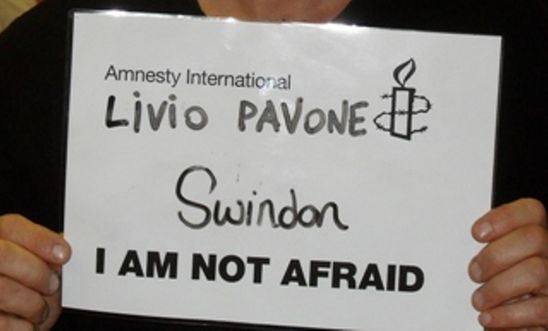 Amnesty International
Livio PAVONE
Swindon
I AM NOT AFRAID